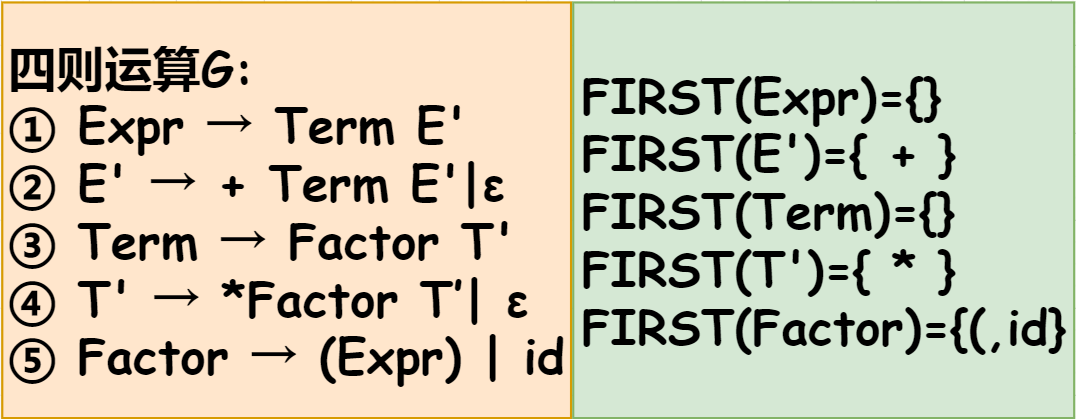 四则运算G:
① Expr → Term E'
② E' → + Term E'|ε
③ Term → Factor T'
④ T' → *Factor T’| ε
⑤ Factor → (Expr) | id
FIRST(Expr)={}
FIRST(E')={ + }
FIRST(Term)={}
FIRST(T')={ * }
FIRST(Factor)={(,id}